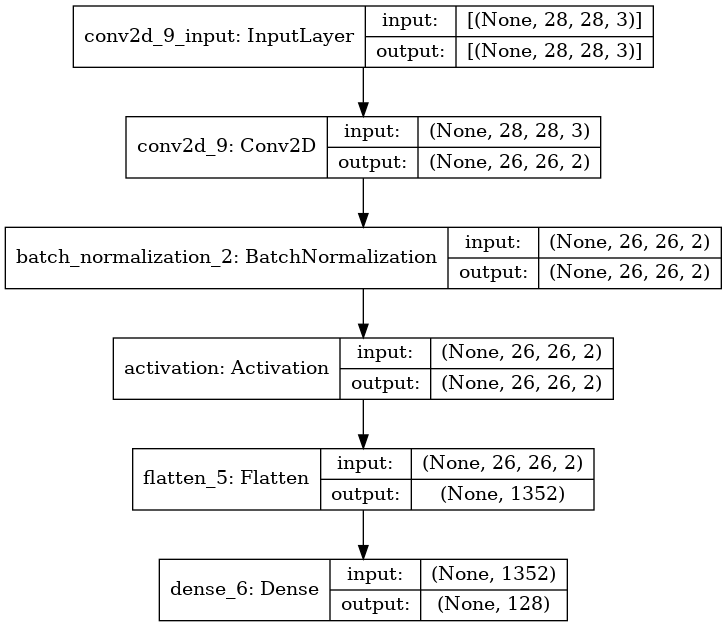 conv2d_9_input: InputLayer
input: [(None, 28, 28, 3)]
output: [(None, 28, 28, 3)]
conv2d_9: Conv2D
input: (None, 28, 28, 3)
output: (None, 26, 26, 2)
batch_normalization_2: BatchNormalization
input: (None, 26, 26, 2)
output: (None, 26, 26, 2)
activation: Activation
input: (None, 26, 26, 2)
output: (None, 26, 26, 2)
flatten_5: Flatten
input: (None, 26, 26, 2)
output: (None, 1352)
dense_6: Dense
input: (None, 1352)
output: (None, 128)